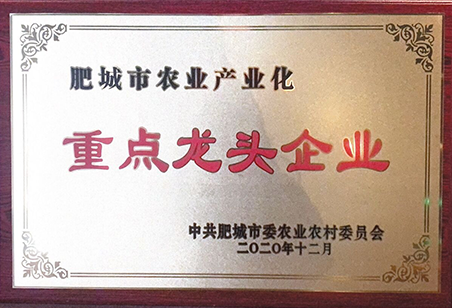 肥城市农业产业化
重点龙头企业
中共肥城市委农业农村委员会
二〇二〇年十二月